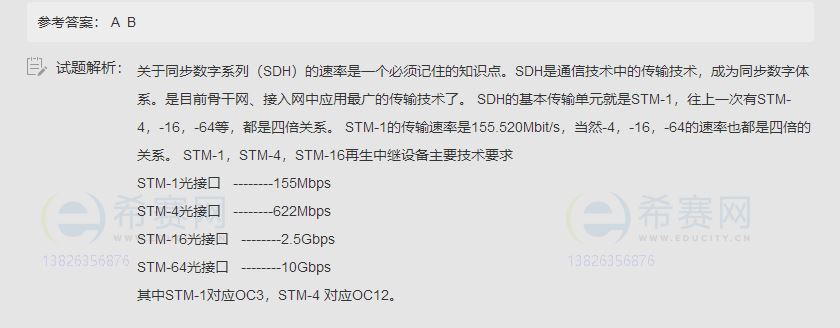 参考答案： A B
试题解析： 关于同步数字系列（SDH）的速率是一个必须记住的知识点。SDH是通信技术中的传输技术，成为同步数字体
系。是目前骨干网、接入网中应用最广的传输技术了。 SDH的基本传输单元就是STM-1，往上一次有STM-
4，-16，-64等，都是四倍关系。 STM-1的传输速率是155.520Mbit/s，当然-4，-16，-64的速率也都是四倍的
关系。 STM-1，STM-4，STM-16再生中继设备主要技术要求
STM-1光接口 --------155Mbps
STM-4光接口 --------622Mbps
STM-16光接口 --------2.5Gbps
STM-64光接口 --------10Gbps
其中STM-1对应OC3，STM-4 对应OC12。
希赛网
WWW.EDUCITY.CN
13826356876
希赛网
WWW.EDUCITY.CN
13826356876